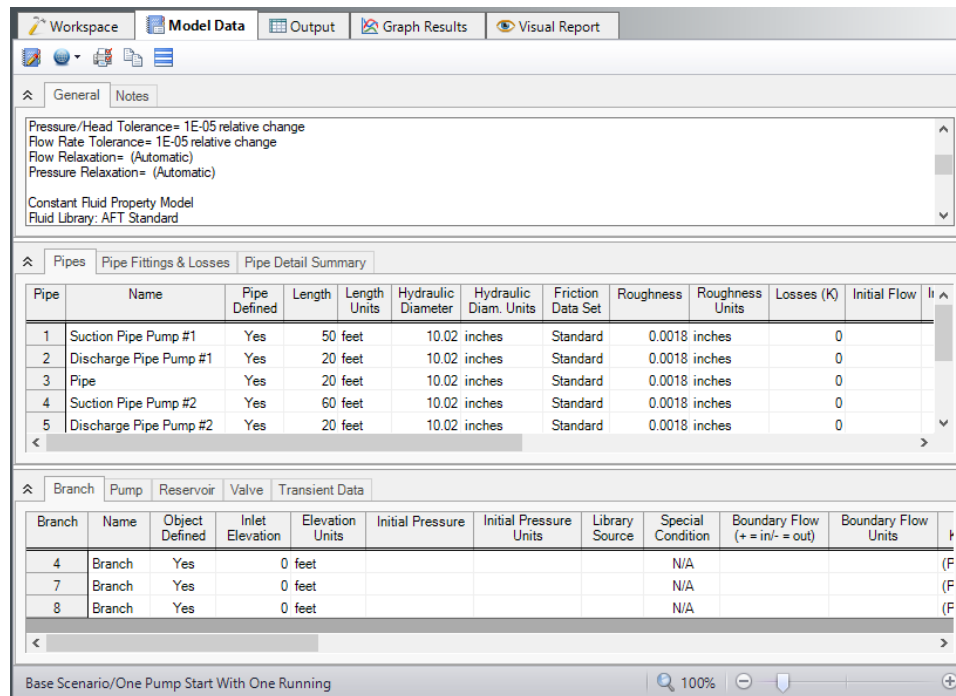 Workspace Model Data Output Graph Results Visual Report
General Notes
Pressure/Head Tolerance= 1E-05 relative change
Flow Rate Tolerance= 1E-05 relative change
Flow Relaxation= (Automatic)
Pressure Relaxation= (Automatic)
Constant Fluid Property Model
Fluid Library: AFT Standard
Pipes Pipe Fittings & Losses Pipe Detail Summary
Pipe Name Pipe Defined Length Length Units Hydraulic Diameter Hydraulic Diam. Units Friction Data Set Roughness Roughness Units Losses (K) Initial Flow
1 Suction Pipe Pump #1 Yes 50 feet 10.02 inches Standard 0.0018 inches 0
2 Discharge Pipe Pump #1 Yes 20 feet 10.02 inches Standard 0.0018 inches 0
3 Pipe Yes 20 feet 10.02 inches Standard 0.0018 inches 0
4 Suction Pipe Pump #2 Yes 60 feet 10.02 inches Standard 0.0018 inches 0
5 Discharge Pipe Pump #2 Yes 20 feet 10.02 inches Standard 0.0018 inches 0
Branch Pump Reservoir Valve Transient Data
Branch Name Object Defined Inlet Elevation Elevation Units Initial Pressure Initial Pressure Units Library Source Special Condition Boundary Flow (+ = in/- = out) Boundary Flow Units
4 Branch Yes 0 feet N/A (F
7 Branch Yes 0 feet N/A (F
8 Branch Yes 0 feet N/A (F
Base Scenario/One Pump Start With One Running 100%